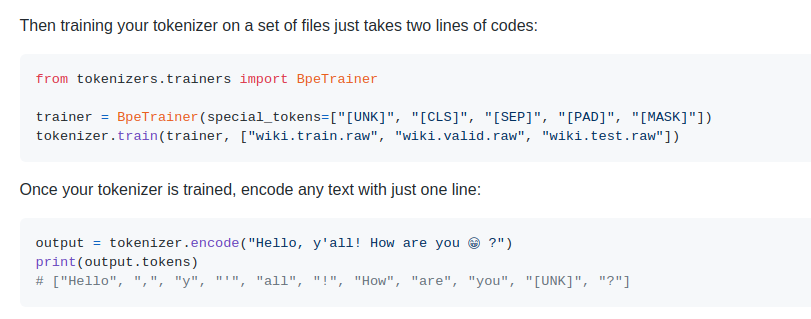 Then training your tokenizer on a set of files just takes two lines of codes:
from tokenizers.trainers import BpeTrainer
trainer = BpeTrainer(special_tokens=["[UNK]", "[CLS]", "[SEP]", "[PAD]", "[MASK]"])
tokenizer.train(trainer, ["wiki.train.raw", "wiki.valid.raw", "wiki.test.raw"])
Once your tokenizer is trained, encode any text with just one line:
output = tokenizer.encode("Hello, y'all! How are you 😁 ?")
print(output.tokens)
# ["Hello", ",", "y", "'", "all", "!", "How", "are", "you", "[UNK]", "?"]